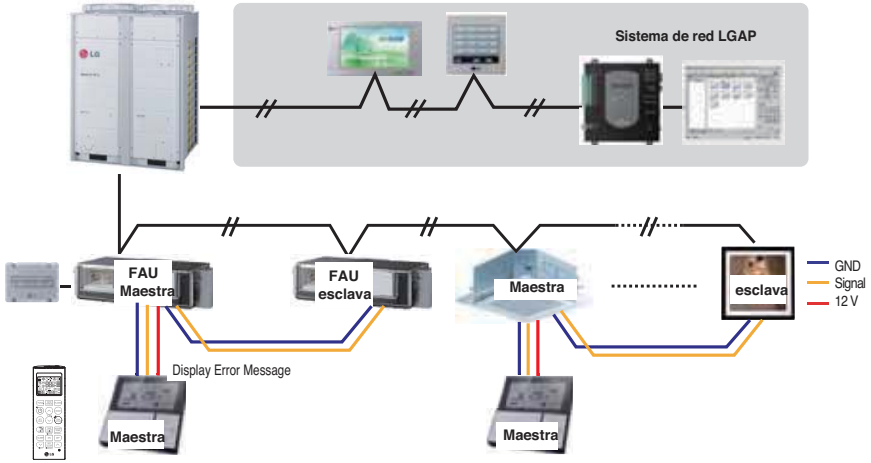 LG
Sistema de red LGAP
FAU
Maestra
FAU
esclava
Maestra
esclava
GND
Signal
12 V
Display Error Message
Maestra
Maestra
LG